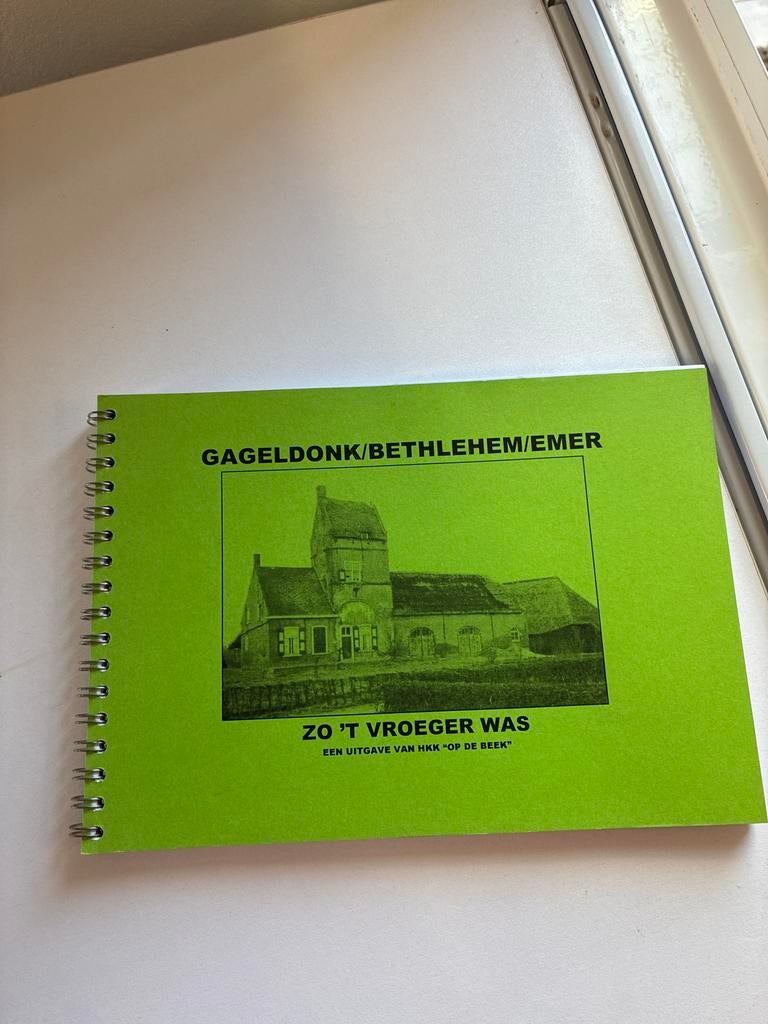 GAGELDONK/BETHLEHEM/EMER
ZO 'T VROEGER WAS
EEN UITGAVE VAN HKK "OP DE BEEK"